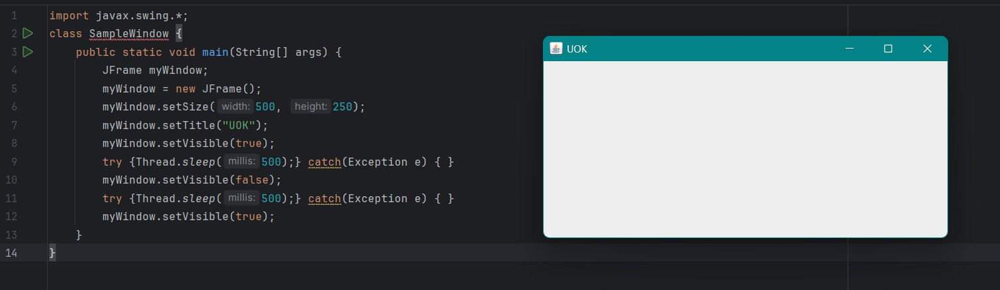 1 import javax.swing.*;
2 class SampleWindow {
3 public static void main(String[] args) {
4 JFrame myWindow;
5 myWindow = new JFrame();
6 myWindow.setSize( width: 500, height: 250);
7 myWindow.setTitle("UOK");
8 myWindow.setVisible(true);
9 try {Thread.sleep( millis: 500);} catch(Exception e) { }
10 myWindow.setVisible(false);
11 try {Thread.sleep( millis: 500);} catch(Exception e) { }
12 myWindow.setVisible(true);
13 }
14 }
UOK